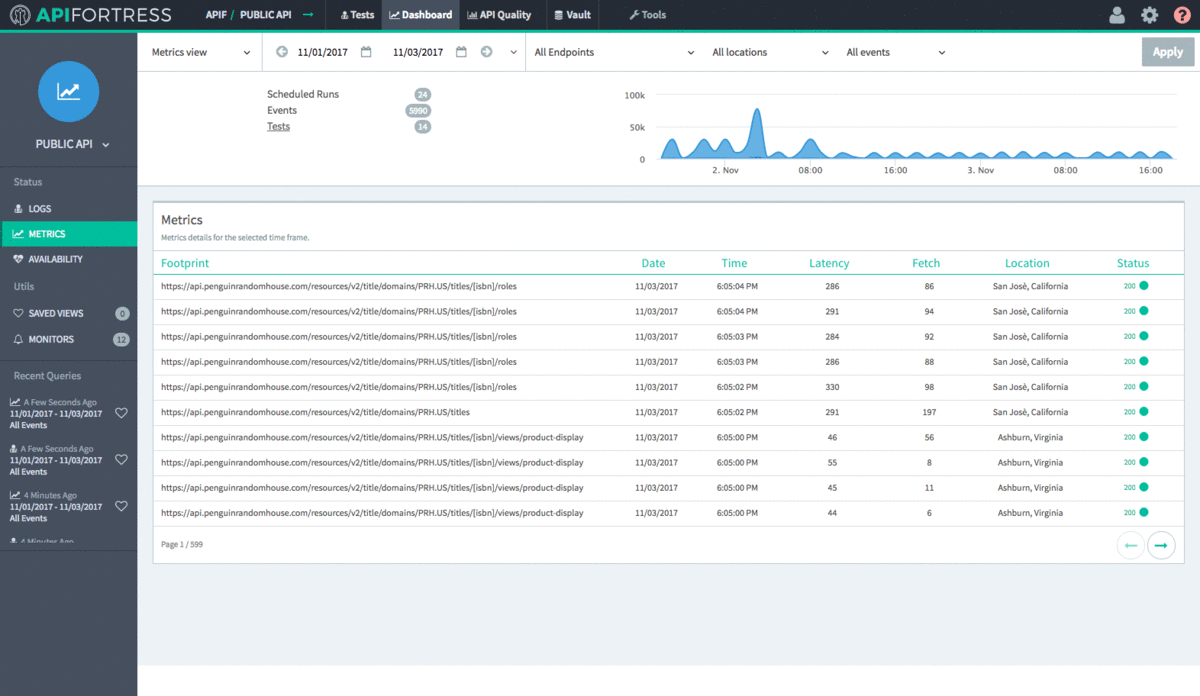 APIFORTRESS APIF / PUBLIC API → Tests Dashboard API Quality Vault Tools ?
Metrics view 11/01/2017 11/03/2017 All Endpoints All locations All events Apply
PUBLIC API
Status
LOGS
METRICS
AVAILABILITY
Utils
SAVED VIEWS 0
MONITORS 12
Recent Queries
A Few Seconds Ago
11/01/2017 - 11/03/2017
All Events
A Few Seconds Ago
11/01/2017 - 11/03/2017
All Events
4 Minutes Ago
11/01/2017 - 11/03/2017
All Events
4 Minutes Ago
Scheduled Runs 24
Events 5990
Tests 14
100k
50k
0
2. Nov 08:00 16:00 3. Nov 08:00 16:00
Metrics
Metrics details for the selected time frame.
Footprint Date Time Latency Fetch Location Status
https://api.penguinrandomhouse.com/resources/v2/title/domains/PRH.US/titles/[isbn]/roles 11/03/2017 6:05:04 PM 286 86 San Josè, California 200
https://api.penguinrandomhouse.com/resources/v2/title/domains/PRH.US/titles/[isbn]/roles 11/03/2017 6:05:04 PM 291 94 San Josè, California 200
https://api.penguinrandomhouse.com/resources/v2/title/domains/PRH.US/titles/[isbn]/roles 11/03/2017 6:05:03 PM 284 92 San Josè, California 200
https://api.penguinrandomhouse.com/resources/v2/title/domains/PRH.US/titles/[isbn]/roles 11/03/2017 6:05:03 PM 286 88 San Josè, California 200
https://api.penguinrandomhouse.com/resources/v2/title/domains/PRH.US/titles/[isbn]/roles 11/03/2017 6:05:02 PM 330 98 San Josè, California 200
https://api.penguinrandomhouse.com/resources/v2/title/domains/PRH.US/titles 11/03/2017 6:05:02 PM 291 197 San Josè, California 200
https://api.penguinrandomhouse.com/resources/v2/title/domains/PRH.US/titles/[isbn]/views/product-display 11/03/2017 6:05:00 PM 46 56 Ashburn, Virginia 200
https://api.penguinrandomhouse.com/resources/v2/title/domains/PRH.US/titles/[isbn]/views/product-display 11/03/2017 6:05:00 PM 55 8 Ashburn, Virginia 200
https://api.penguinrandomhouse.com/resources/v2/title/domains/PRH.US/titles/[isbn]/views/product-display 11/03/2017 6:05:00 PM 45 11 Ashburn, Virginia 200
https://api.penguinrandomhouse.com/resources/v2/title/domains/PRH.US/titles/[isbn]/views/product-display 11/03/2017 6:05:00 PM 44 6 Ashburn, Virginia 200
Page 1 / 599